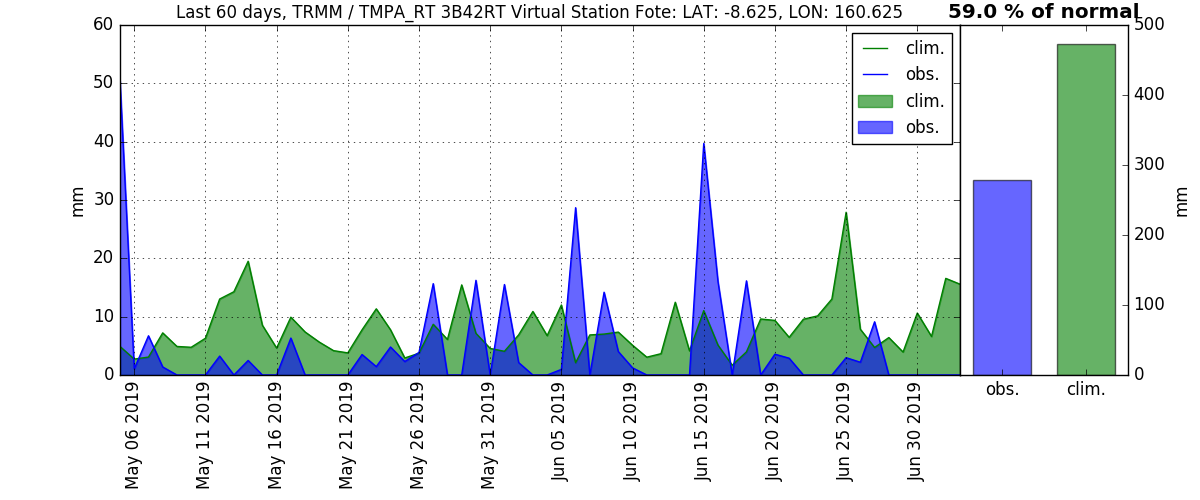 Last 60 days, TRMM / TMPA_RT 3B42RT Virtual Station Fote: LAT: -8.625, LON: 160.625
59.0 % of normal
60
50
40
30
20
10
0
mm
clim.
obs.
clim.
obs.
May 06 2019
May 11 2019
May 16 2019
May 21 2019
May 26 2019
May 31 2019
Jun 05 2019
Jun 10 2019
Jun 15 2019
Jun 20 2019
Jun 25 2019
Jun 30 2019
500
400
300
200
100
0
mm
obs.
clim.